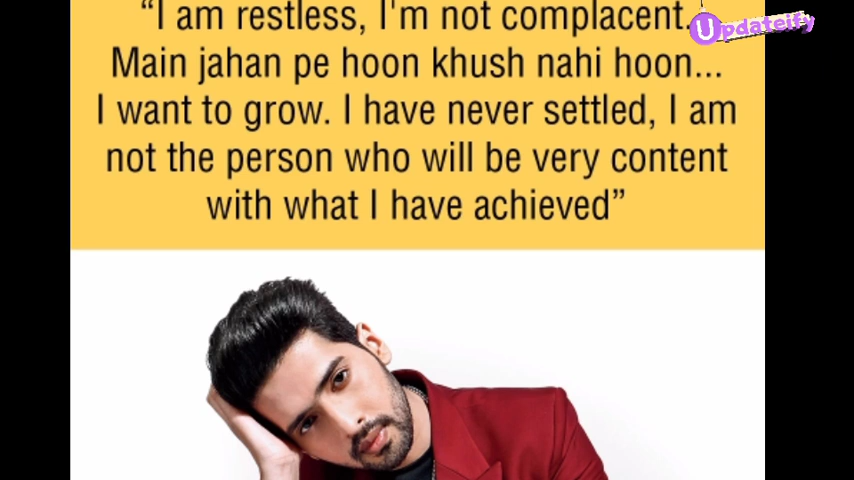 “I am restless, I'm not complacent.
Main jahan pe hoon khush nahi hoon...
I want to grow. I have never settled, I am
not the person who will be very content
with what I have achieved”
Updateify